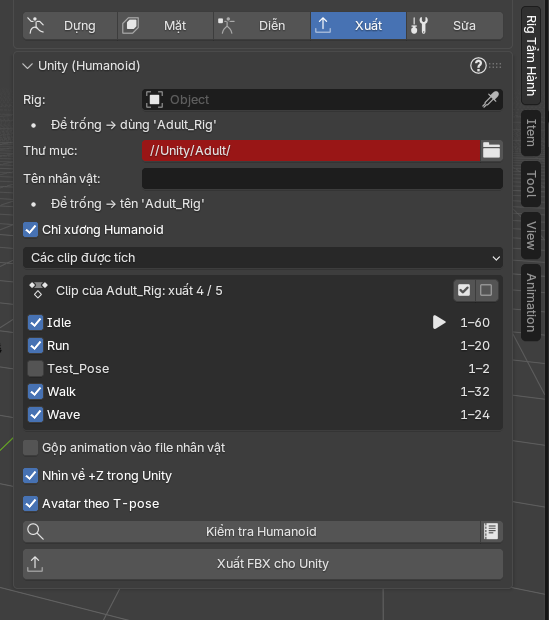 Dựng Mặt Diễn Xuất Sửa
Unity (Humanoid)
Rig: Object
• Để trống → dùng 'Adult_Rig'
Thư mục: //Unity/Adult/
Tên nhân vật:
• Để trống → tên 'Adult_Rig'
Chỉ xương Humanoid
Các clip được tích
Clip của Adult_Rig: xuất 4 / 5
Idle 1–60
Run 1–20
Test_Pose 1–2
Walk 1–32
Wave 1–24
Gộp animation vào file nhân vật
Nhìn về +Z trong Unity
Avatar theo T-pose
Kiểm tra Humanoid
Xuất FBX cho Unity
Rig Tầm Hành
Item
Tool
View
Animation